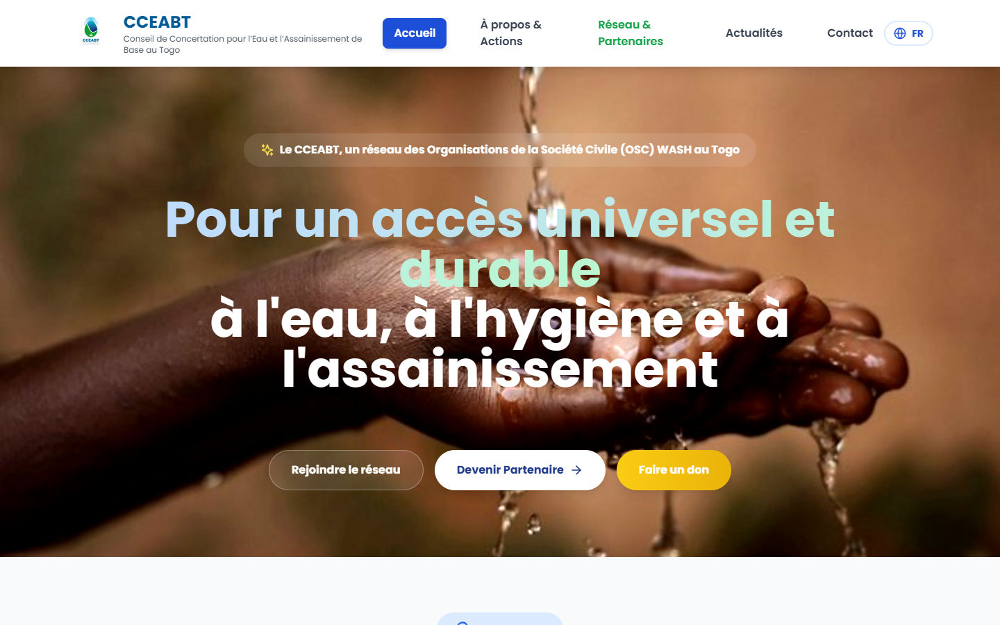 CCEABT
CCEABT
Conseil de Concertation pour l’Eau et l’Assainissement de
Base au Togo
Accueil
À propos &
Actions
Réseau &
Partenaires
Actualités
Contact
FR
Le CCEABT, un réseau des Organisations de la Société Civile (OSC) WASH au Togo
Pour un accès universel et
durable
à l'eau, à l'hygiène et à
l'assainissement
Rejoindre le réseau
Devenir Partenaire
Faire un don